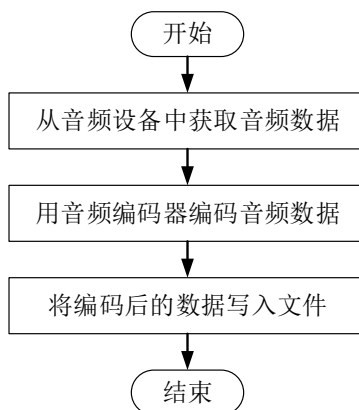 开始
从音频设备中获取音频数据
用音频编码器编码音频数据
将编码后的数据写入文件
结束